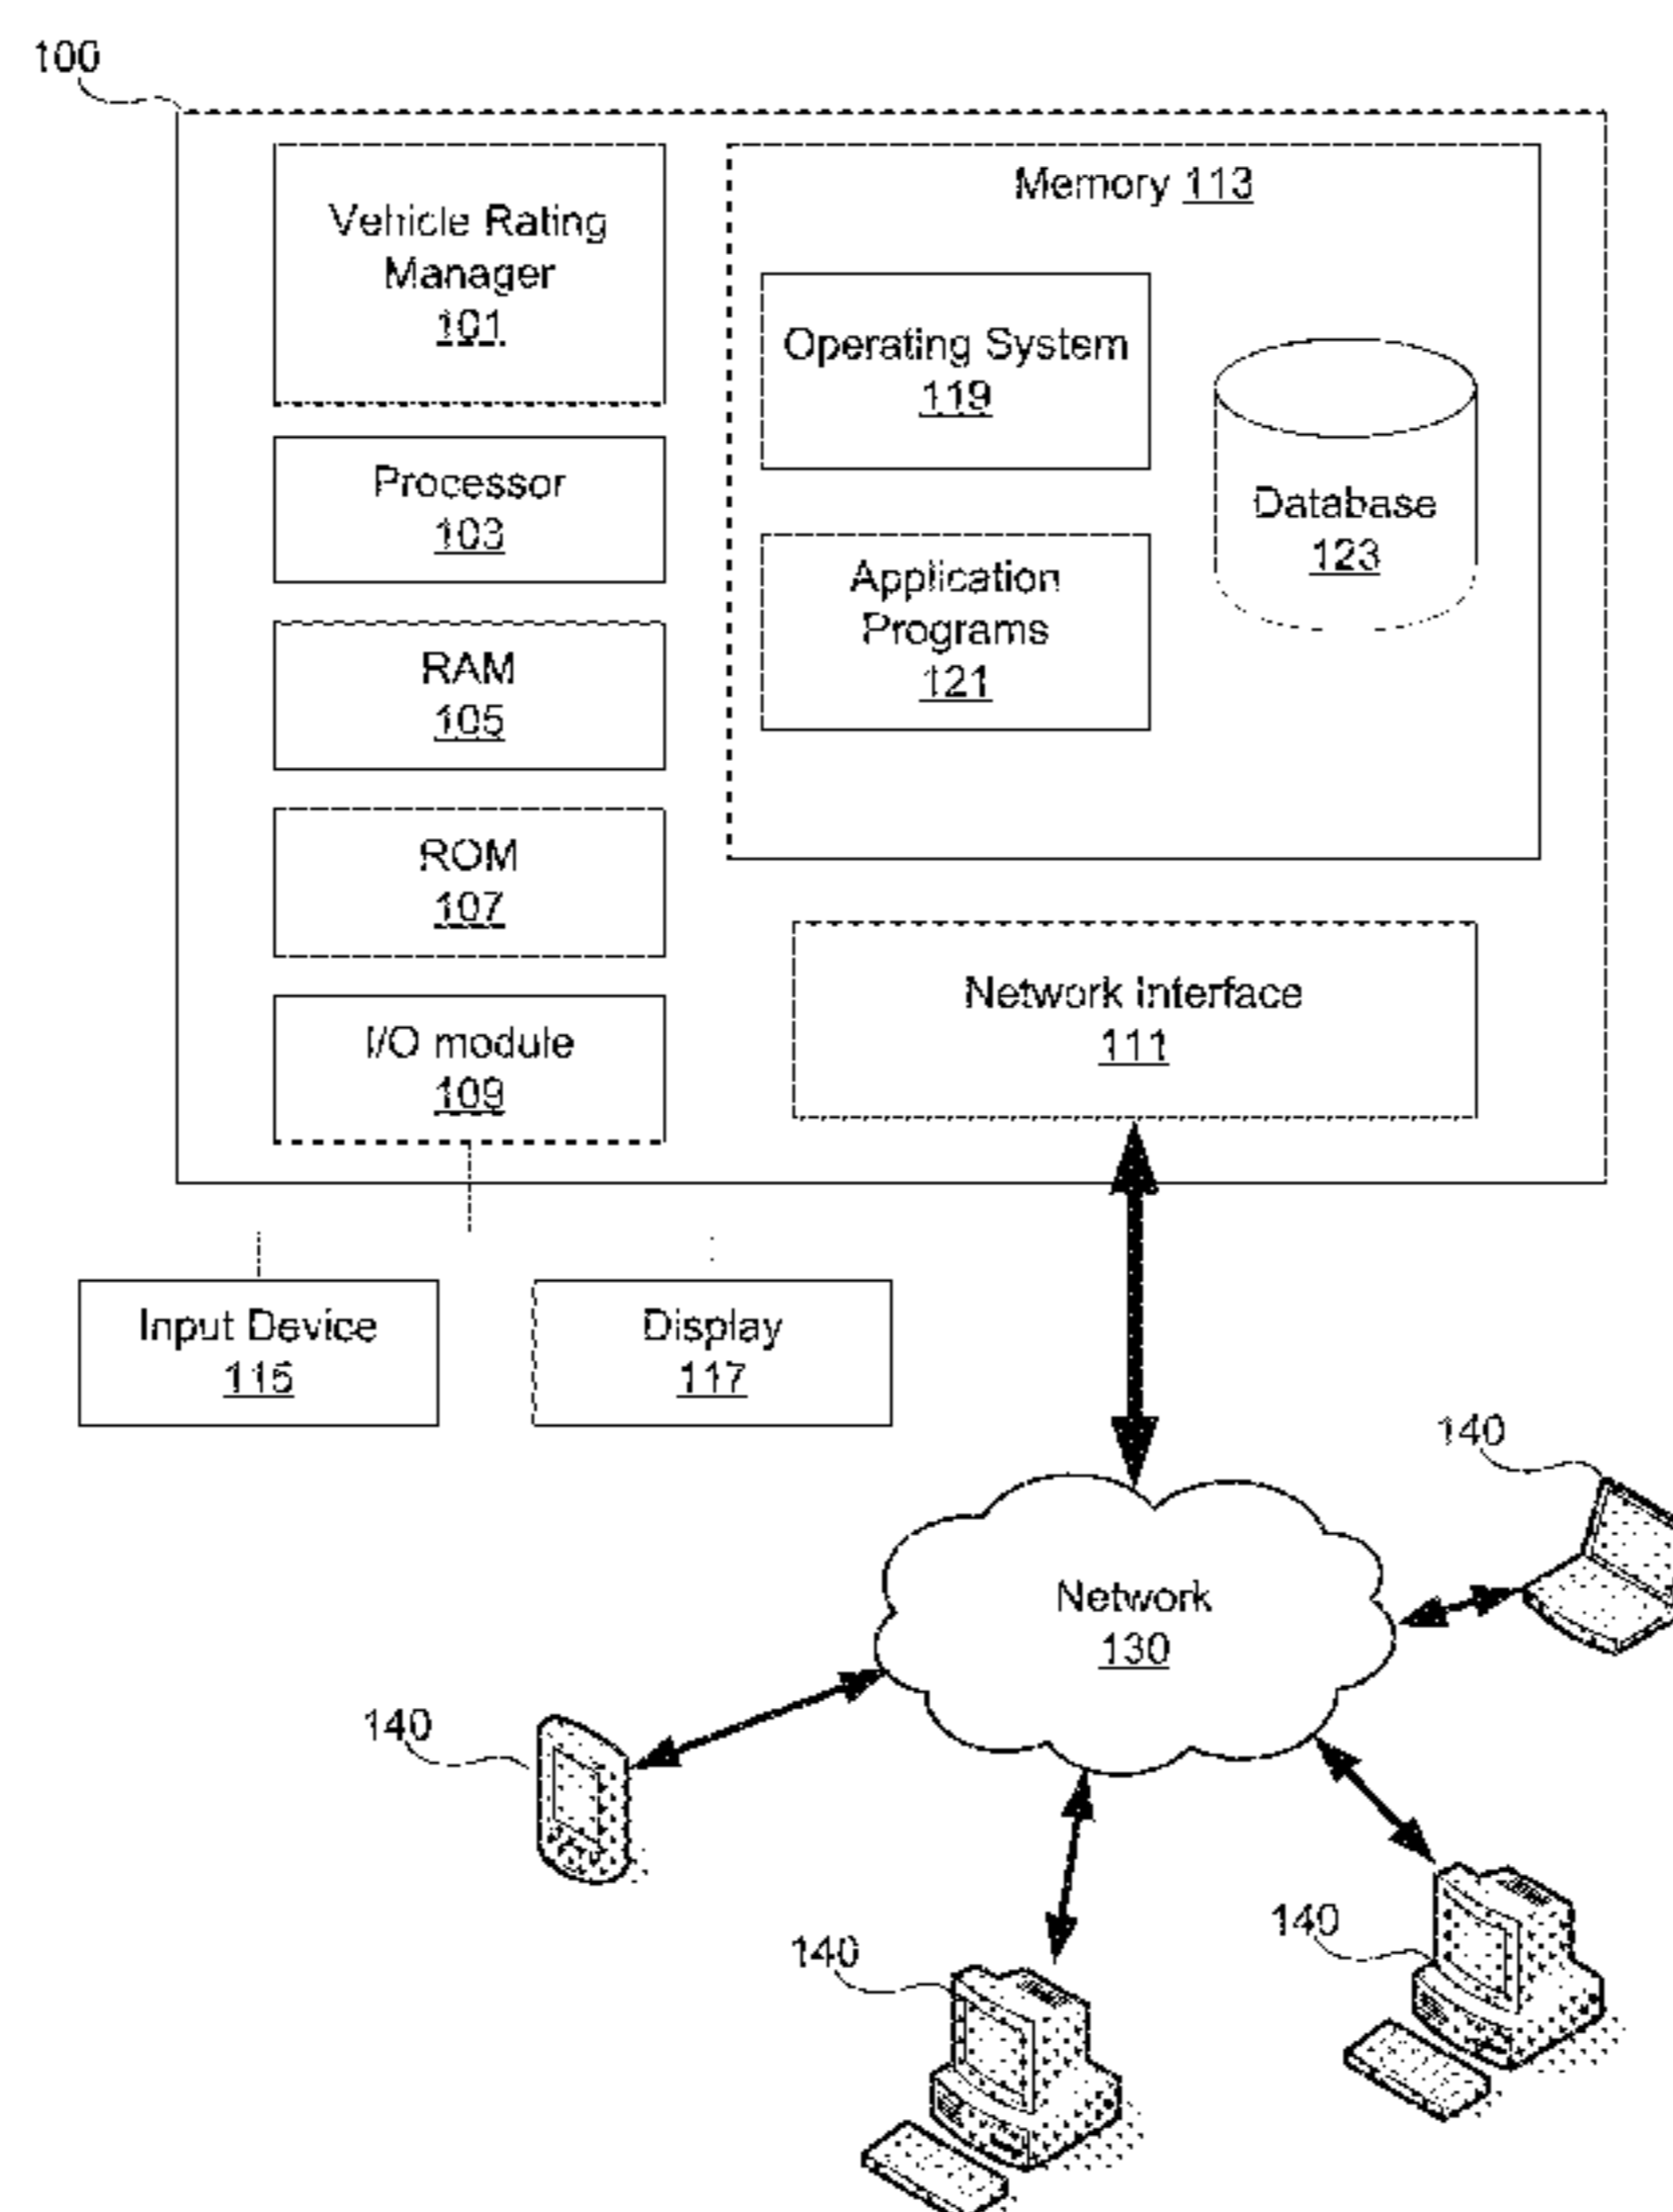 100
Vehicle Rating
Manager
101
Processor
103
RAM
105
ROM
107
I/O module
109
Memory 113
Operating System
119
Application
Programs
121
Database
123
Network Interface
111
Input Device
115
Display
117
Network
130
140
140
140
140